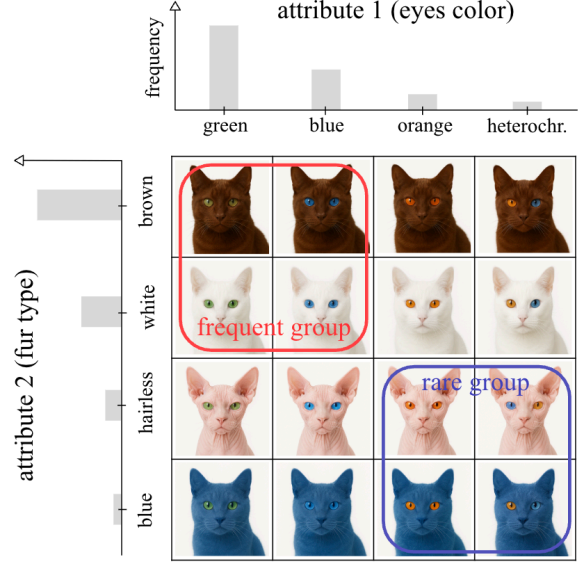 attribute 1 (eyes color)
frequency
green blue orange heterochr.
attribute 2 (fur type)
brown
white
hairless
blue
frequent group
rare group